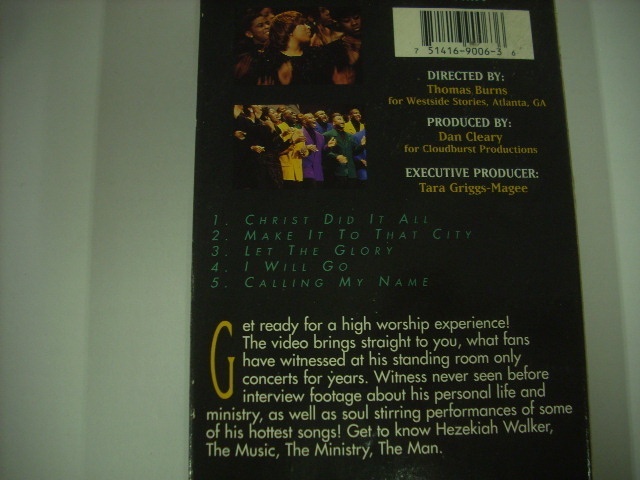 7 51416-9006-3 6
DIRECTED BY:
Thomas Burns
for Westside Stories, Atlanta, GA
PRODUCED BY:
Dan Cleary
for Cloudburst Productions
EXECUTIVE PRODUCER:
Tara Griggs-Magee
1. CHRIST DID IT ALL
2. MAKE IT TO THAT CITY
3. LET THE GLORY
4. I WILL GO
5. CALLING MY NAME
Get ready for a high worship experience!
The video brings straight to you, what fans
have witnessed at his standing room only
concerts for years. Witness never seen before
interview footage about his personal life and
ministry, as well as soul stirring performances of some
of his hottest songs! Get to know Hezekiah Walker,
The Music, The Ministry, The Man.